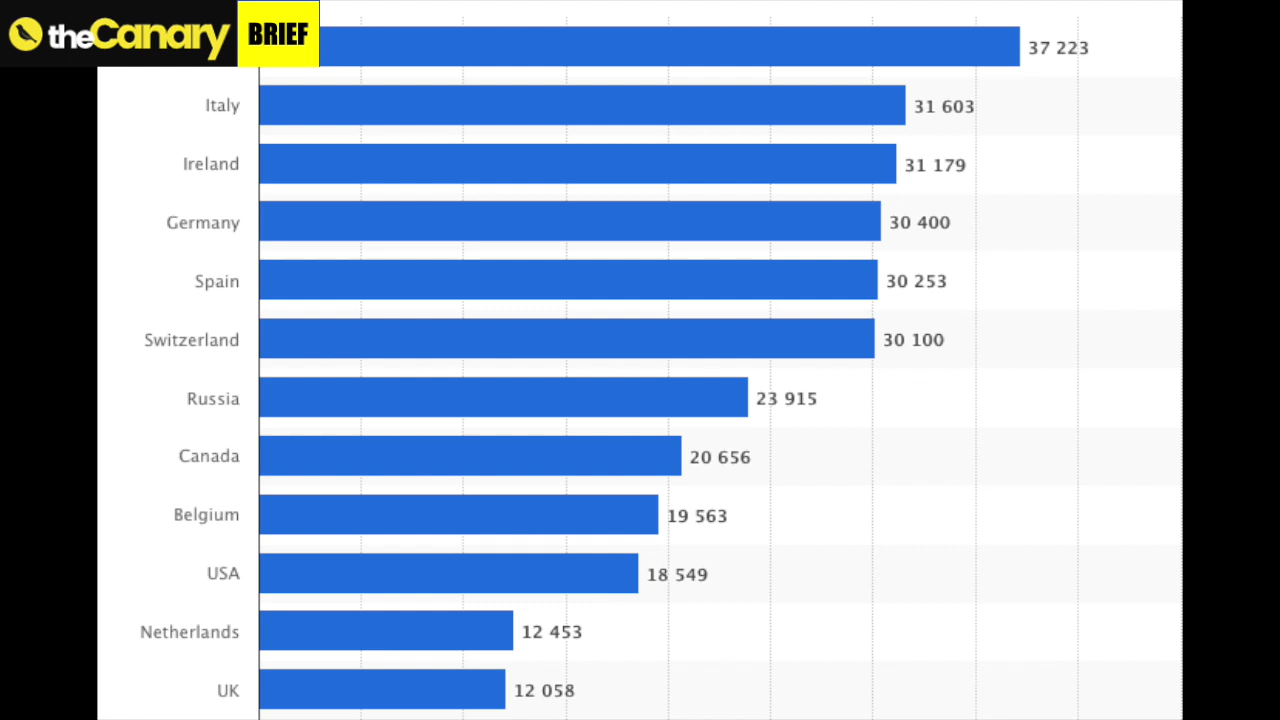 theCanary BRIEF
37 223
Italy 31 603
Ireland 31 179
Germany 30 400
Spain 30 253
Switzerland 30 100
Russia 23 915
Canada 20 656
Belgium 19 563
USA 18 549
Netherlands 12 453
UK 12 058